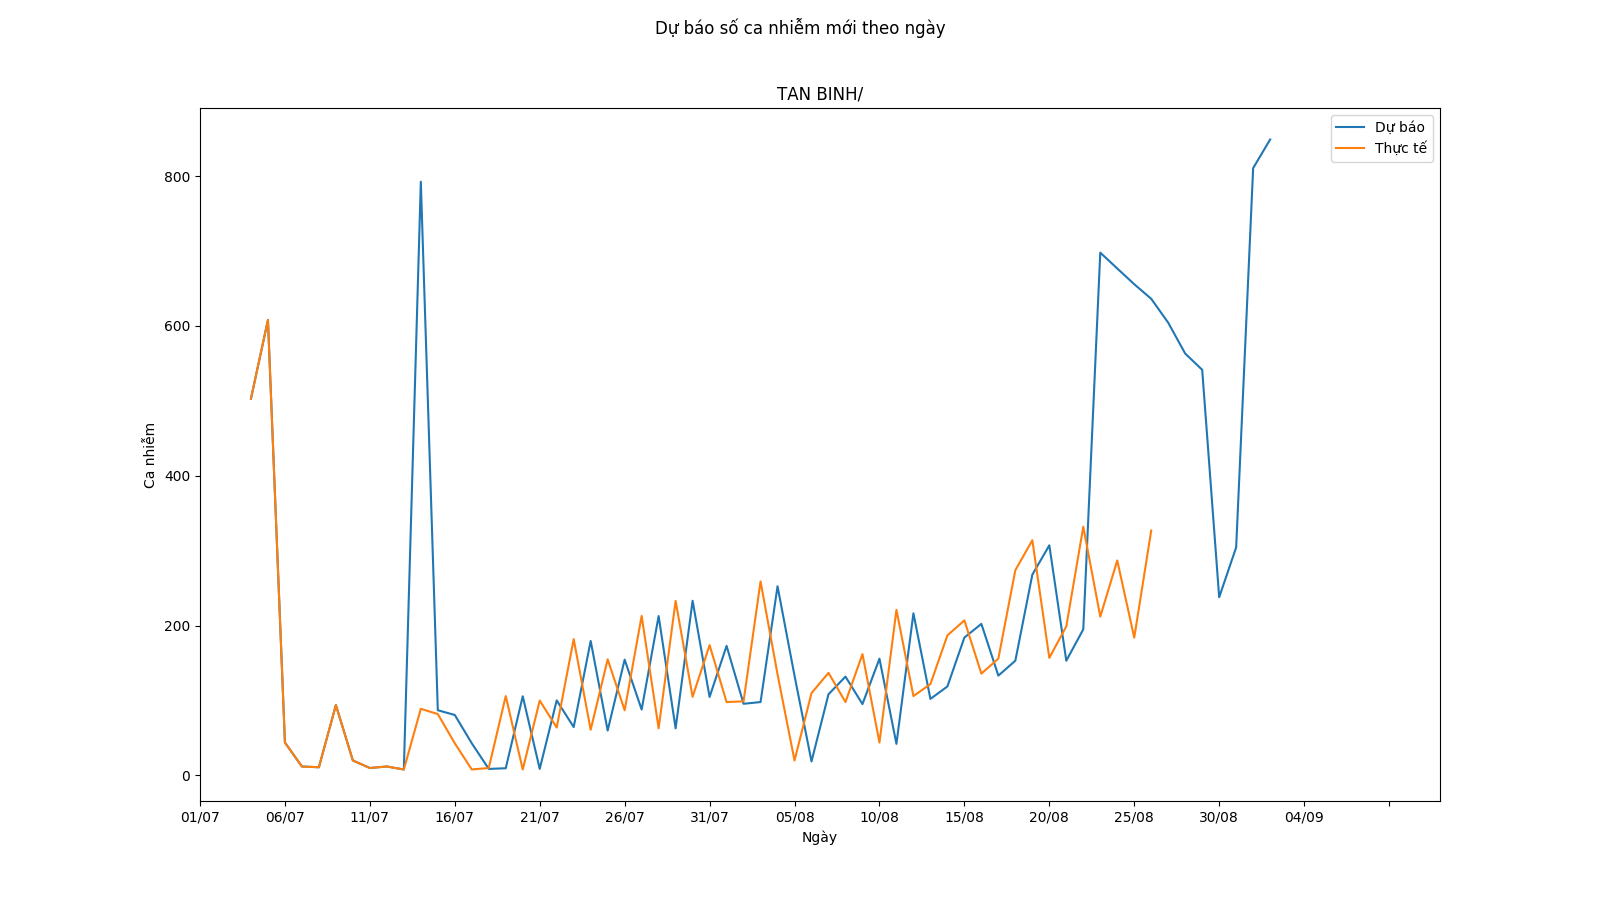 Dự báo số ca nhiễm mới theo ngày
TAN BINH/
Dự báo
Thực tế
800
600
400
200
0
Ca nhiễm
01/07 06/07 11/07 16/07 21/07 26/07 31/07 05/08 10/08 15/08 20/08 25/08 30/08 04/09
Ngày